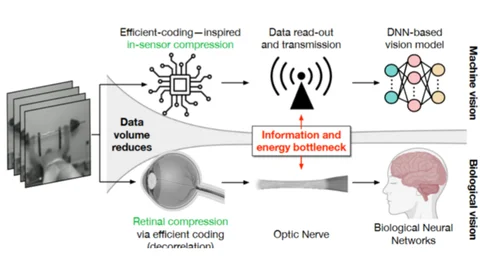 Efficient-coding—inspired
in-sensor compression
Data read-out
and transmission
DNN-based
vision model
Machine vision
Data
volume
reduces
Information and
energy bottleneck
Retinal compression
via efficient coding
(decorrelation)
Optic Nerve
Biological Neural
Networks
Biological vision